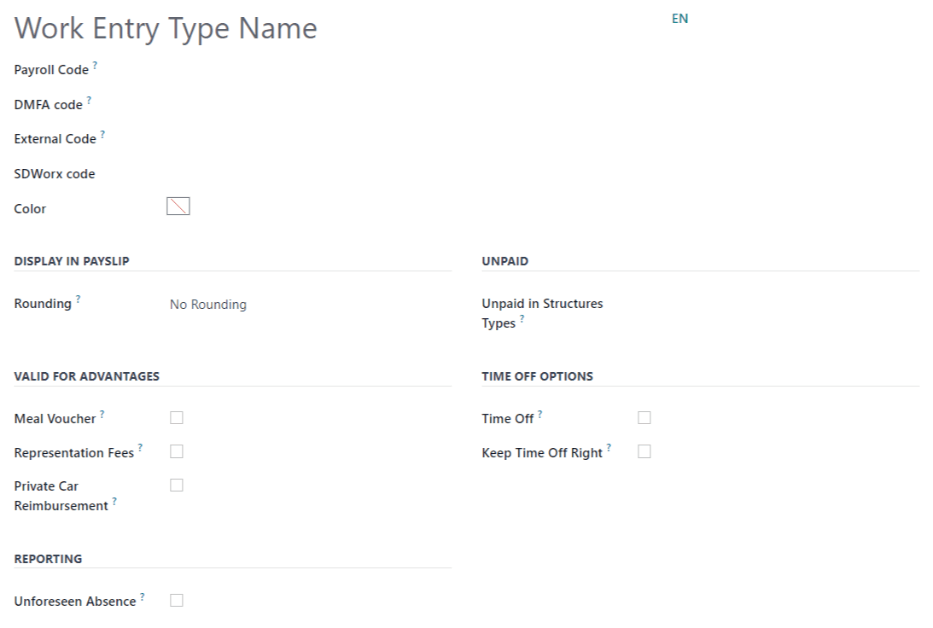 Work Entry Type Name
EN
Payroll Code ?
DMFA code ?
External Code ?
SDWorx code
Color
DISPLAY IN PAYSLIP
Rounding ? No Rounding
UNPAID
Unpaid in Structures
Types ?
VALID FOR ADVANTAGES
Meal Voucher ?
Representation Fees ?
Private Car
Reimbursement ?
TIME OFF OPTIONS
Time Off ?
Keep Time Off Right ?
REPORTING
Unforeseen Absence ?